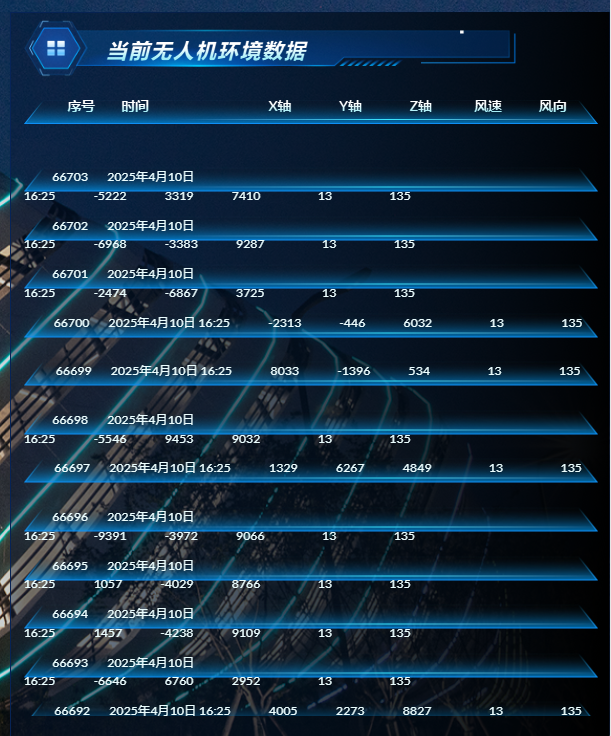 当前无人机环境数据
序号 时间 X轴 Y轴 Z轴 风速 风向
66703 2025年4月10日
16:25 -5222 3319 7410 13 135
66702 2025年4月10日
16:25 -6968 -3383 9287 13 135
66701 2025年4月10日
16:25 -2474 -6867 3725 13 135
66700 2025年4月10日 16:25 -2313 -446 6032 13 135
66699 2025年4月10日 16:25 8033 -1396 534 13 135
66698 2025年4月10日
16:25 -5546 9453 9032 13 135
66697 2025年4月10日 16:25 1329 6267 4849 13 135
66696 2025年4月10日
16:25 -9391 -3972 9066 13 135
66695 2025年4月10日
16:25 1057 -4029 8766 13 135
66694 2025年4月10日
16:25 1457 -4238 9109 13 135
66693 2025年4月10日
16:25 -6646 6760 2952 13 135
66692 2025年4月10日 16:25 4005 2273 8827 13 135